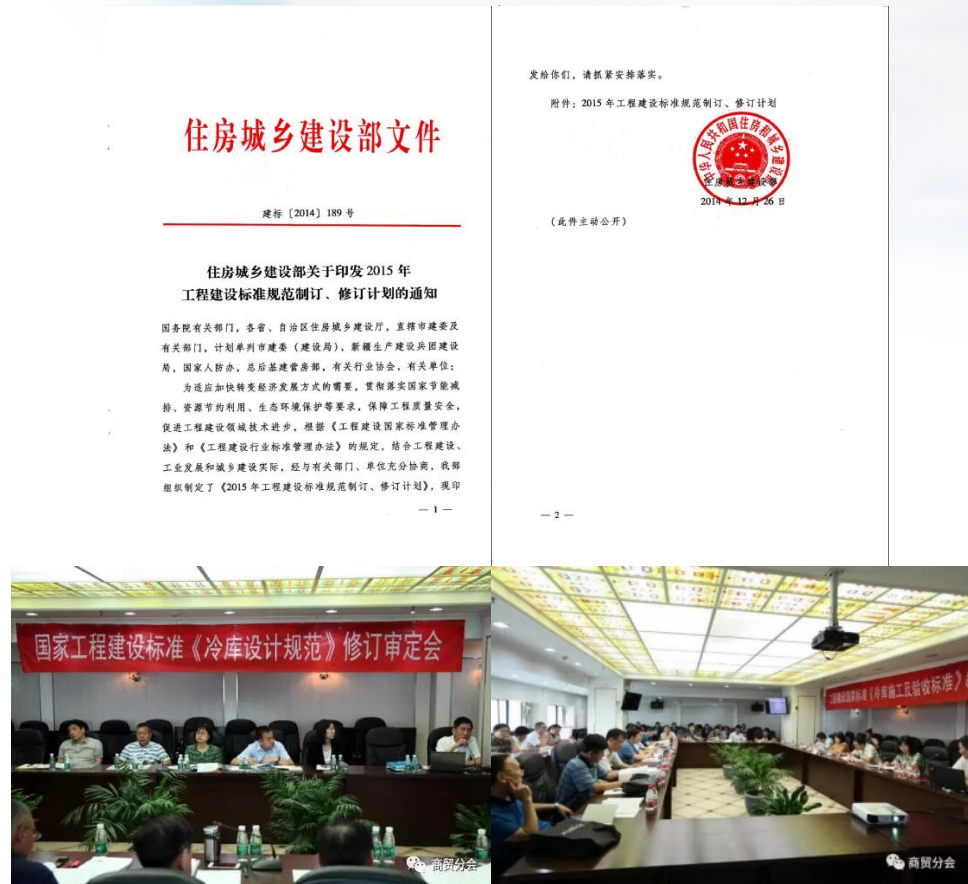 住房城乡建设部文件
建标〔2014〕189号
住房城乡建设部关于印发2015年
工程建设标准规范制订、修订计划的通知
国务院有关部门，各省、自治区住房城乡建设厅，直辖市建委及
有关部门，计划单列市建委（建设局），新疆生产建设兵团建设
局，国家人防办，总后基建营房部，有关行业协会，有关单位：
为适应加快转变经济发展方式的需要，贯彻落实国家节能减
排、资源节约利用、生态环境保护等要求，保障工程质量安全，
促进工程建设领域技术进步，根据《工程建设国家标准管理办
法》和《工程建设行业标准管理办法》的规定，结合工程建设、
工业发展和城乡建设实际，经与有关部门、单位充分协商，我部
组织制定了《2015年工程建设标准规范制订、修订计划》，现印
— 1 —
发给你们，请抓紧安排落实。
附件：2015年工程建设标准规范制订、修订计划
中华人民共和国住房和城乡建设部
住房城乡建设部
2014年12月26日
（此件主动公开）
— 2 —
国家工程建设标准《冷库设计规范》修订审定会
商贸分会
工程建设国家标准《冷库施工及验收标准》
商贸分会